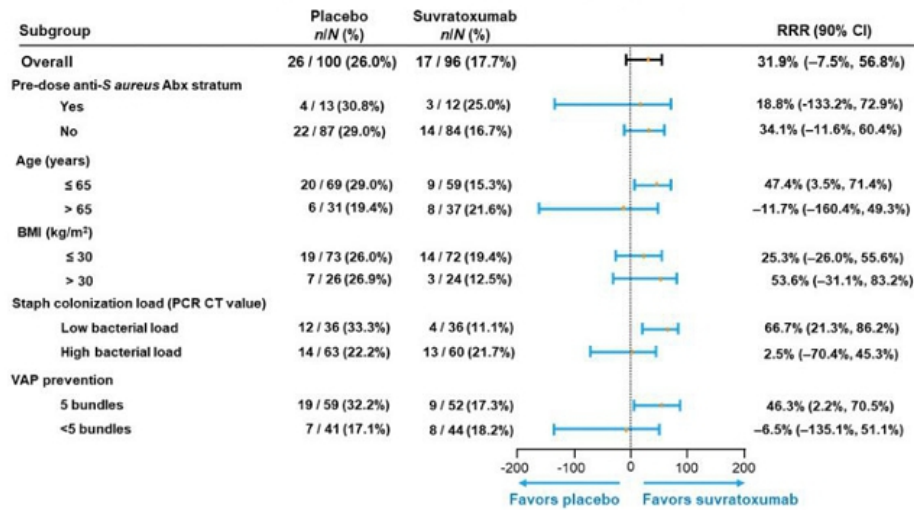 Subgroup Placebo n/N (%) Suvratoxumab n/N (%) RRR (90% CI)
Overall 26 / 100 (26.0%) 17 / 96 (17.7%) 31.9% (–7.5%, 56.8%)
Pre-dose anti-S aureus Abx stratum
Yes 4 / 13 (30.8%) 3 / 12 (25.0%) 18.8% (-133.2%, 72.9%)
No 22 / 87 (29.0%) 14 / 84 (16.7%) 34.1% (–11.6%, 60.4%)
Age (years)
≤ 65 20 / 69 (29.0%) 9 / 59 (15.3%) 47.4% (3.5%, 71.4%)
> 65 6 / 31 (19.4%) 8 / 37 (21.6%) –11.7% (–160.4%, 49.3%)
BMI (kg/m²)
≤ 30 19 / 73 (26.0%) 14 / 72 (19.4%) 25.3% (–26.0%, 55.6%)
> 30 7 / 26 (26.9%) 3 / 24 (12.5%) 53.6% (–31.1%, 83.2%)
Staph colonization load (PCR CT value)
Low bacterial load 12 / 36 (33.3%) 4 / 36 (11.1%) 66.7% (21.3%, 86.2%)
High bacterial load 14 / 63 (22.2%) 13 / 60 (21.7%) 2.5% (–70.4%, 45.3%)
VAP prevention
5 bundles 19 / 59 (32.2%) 9 / 52 (17.3%) 46.3% (2.2%, 70.5%)
<5 bundles 7 / 41 (17.1%) 8 / 44 (18.2%) –6.5% (–135.1%, 51.1%)
-200 -100 0 100 200
Favors placebo Favors suvratoxumab